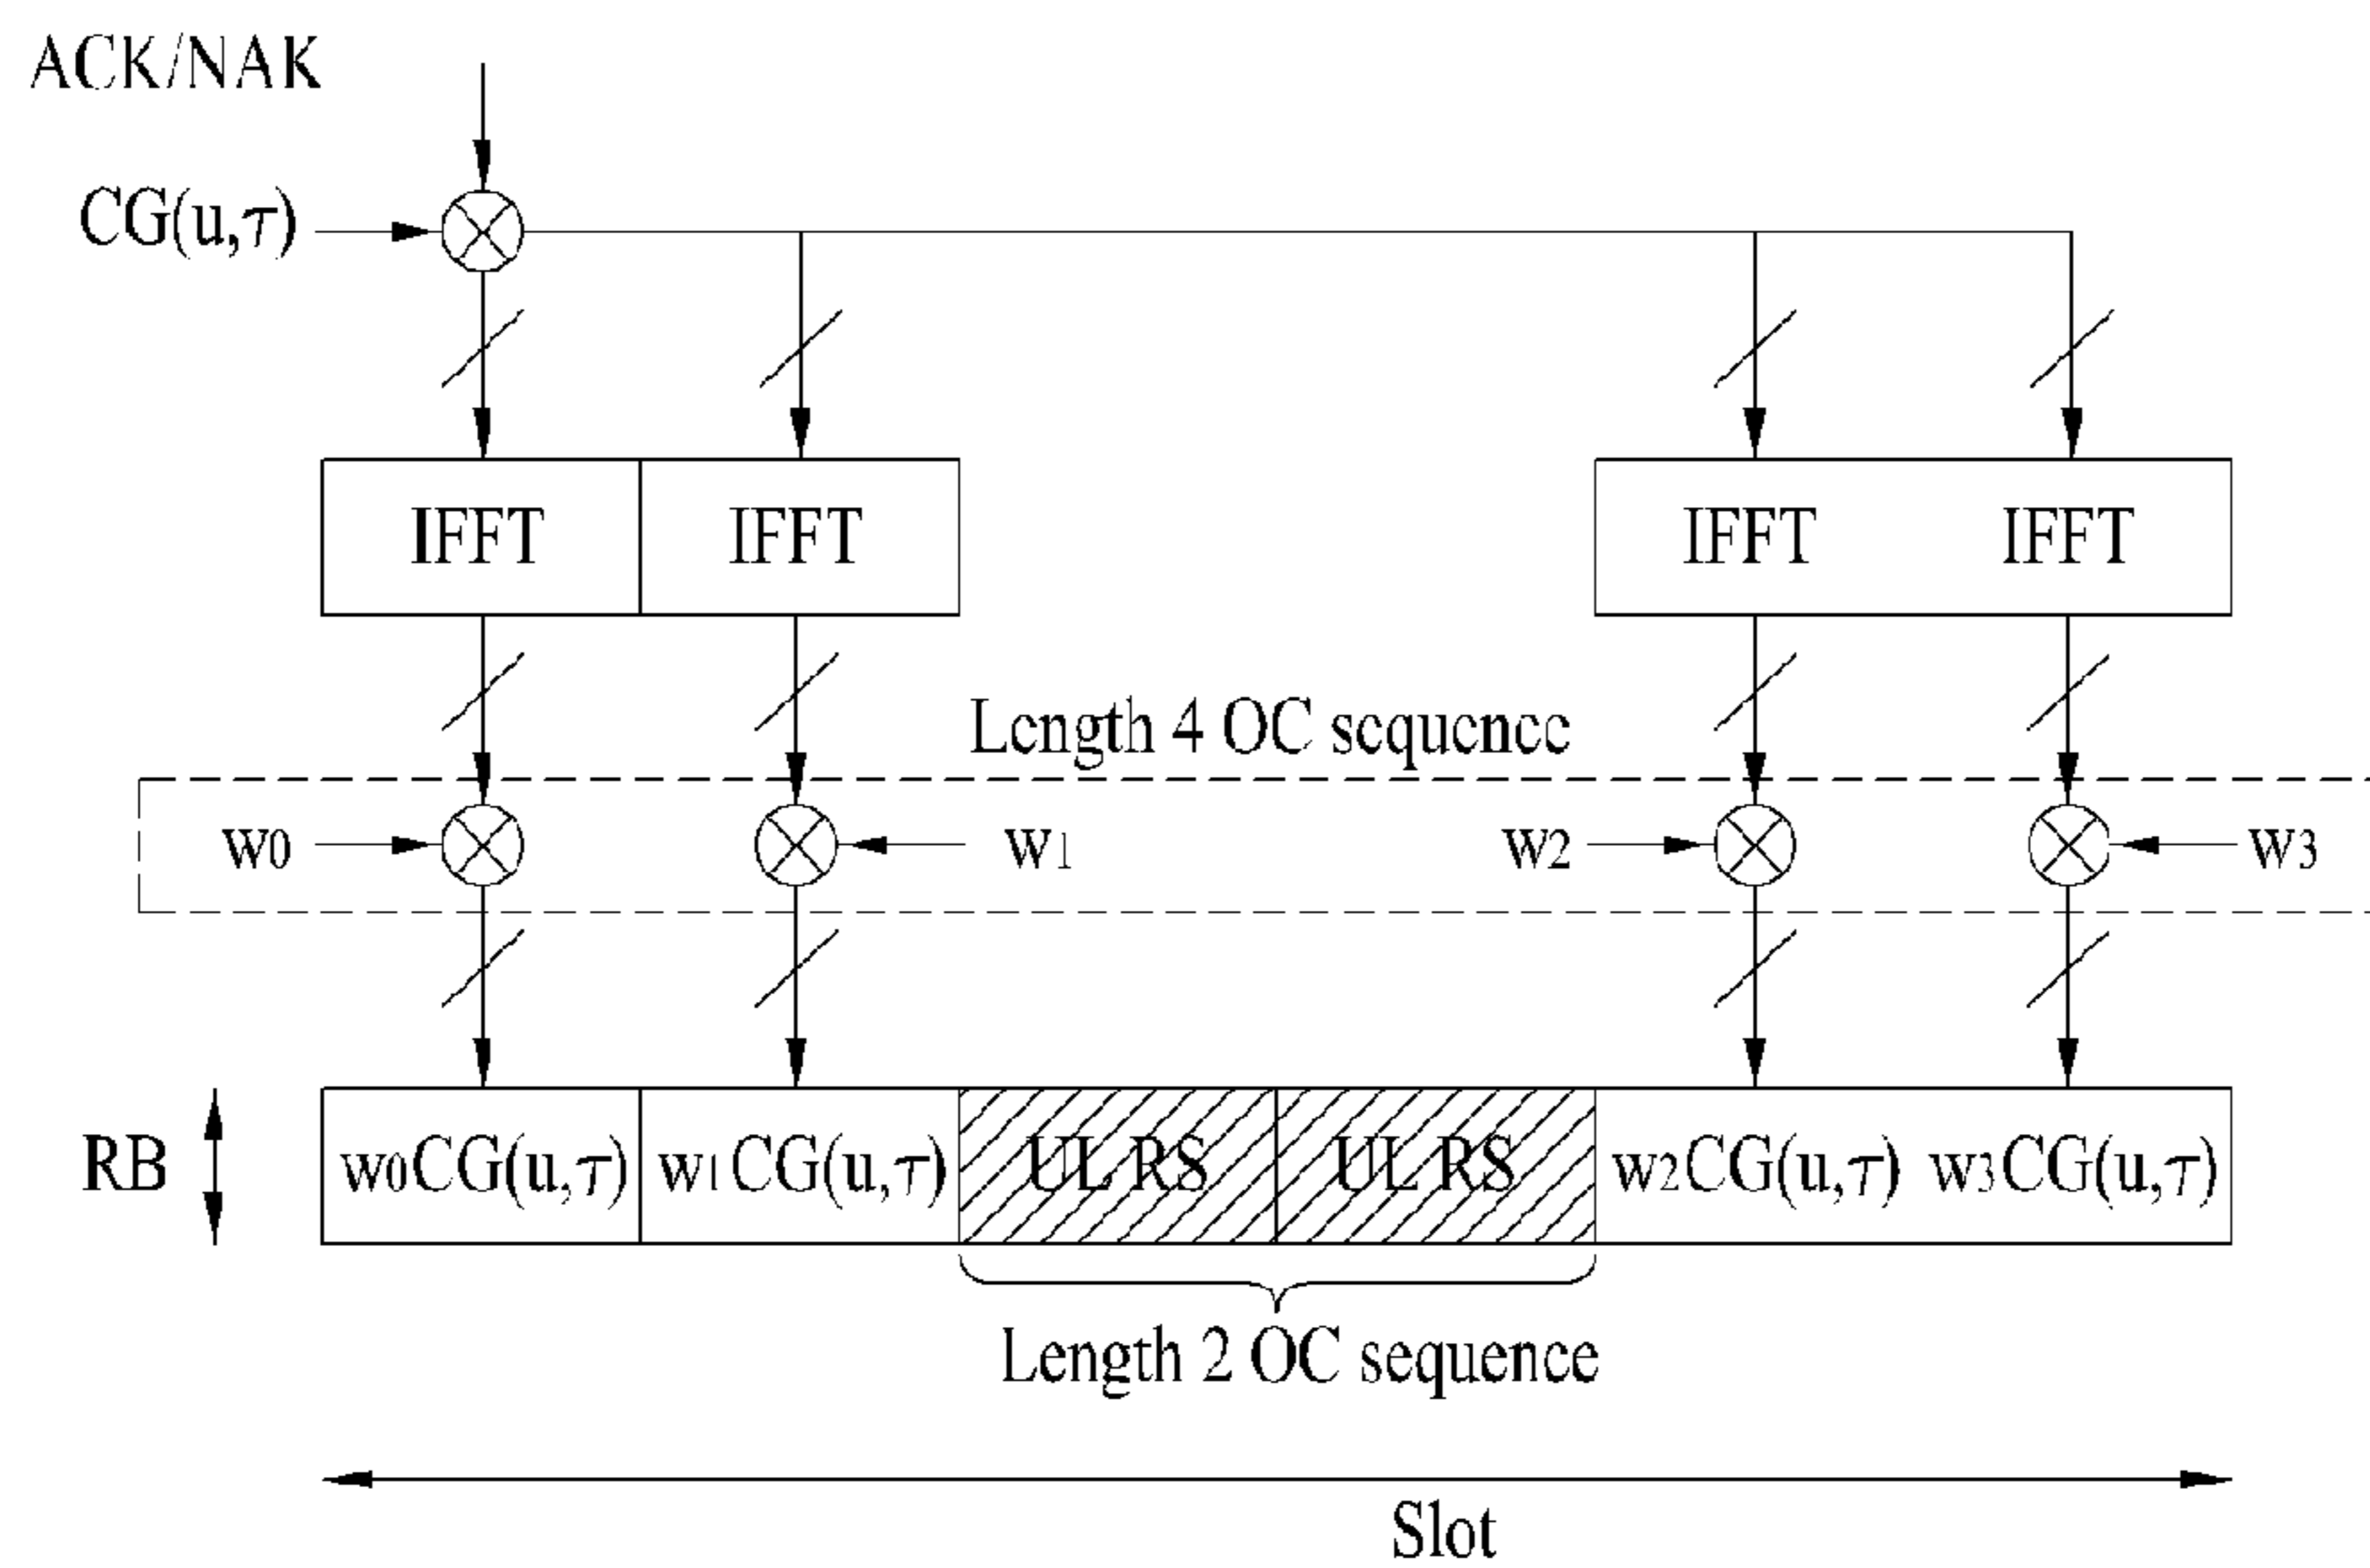 ACK/NAK
CG(u,τ)
IFFT IFFT IFFT IFFT
Length 4 OC sequence
w0 w1 w2 w3
RB w0CG(u,τ) w1CG(u,τ) UL RS UL RS w2CG(u,τ) w3CG(u,τ)
Length 2 OC sequence
Slot